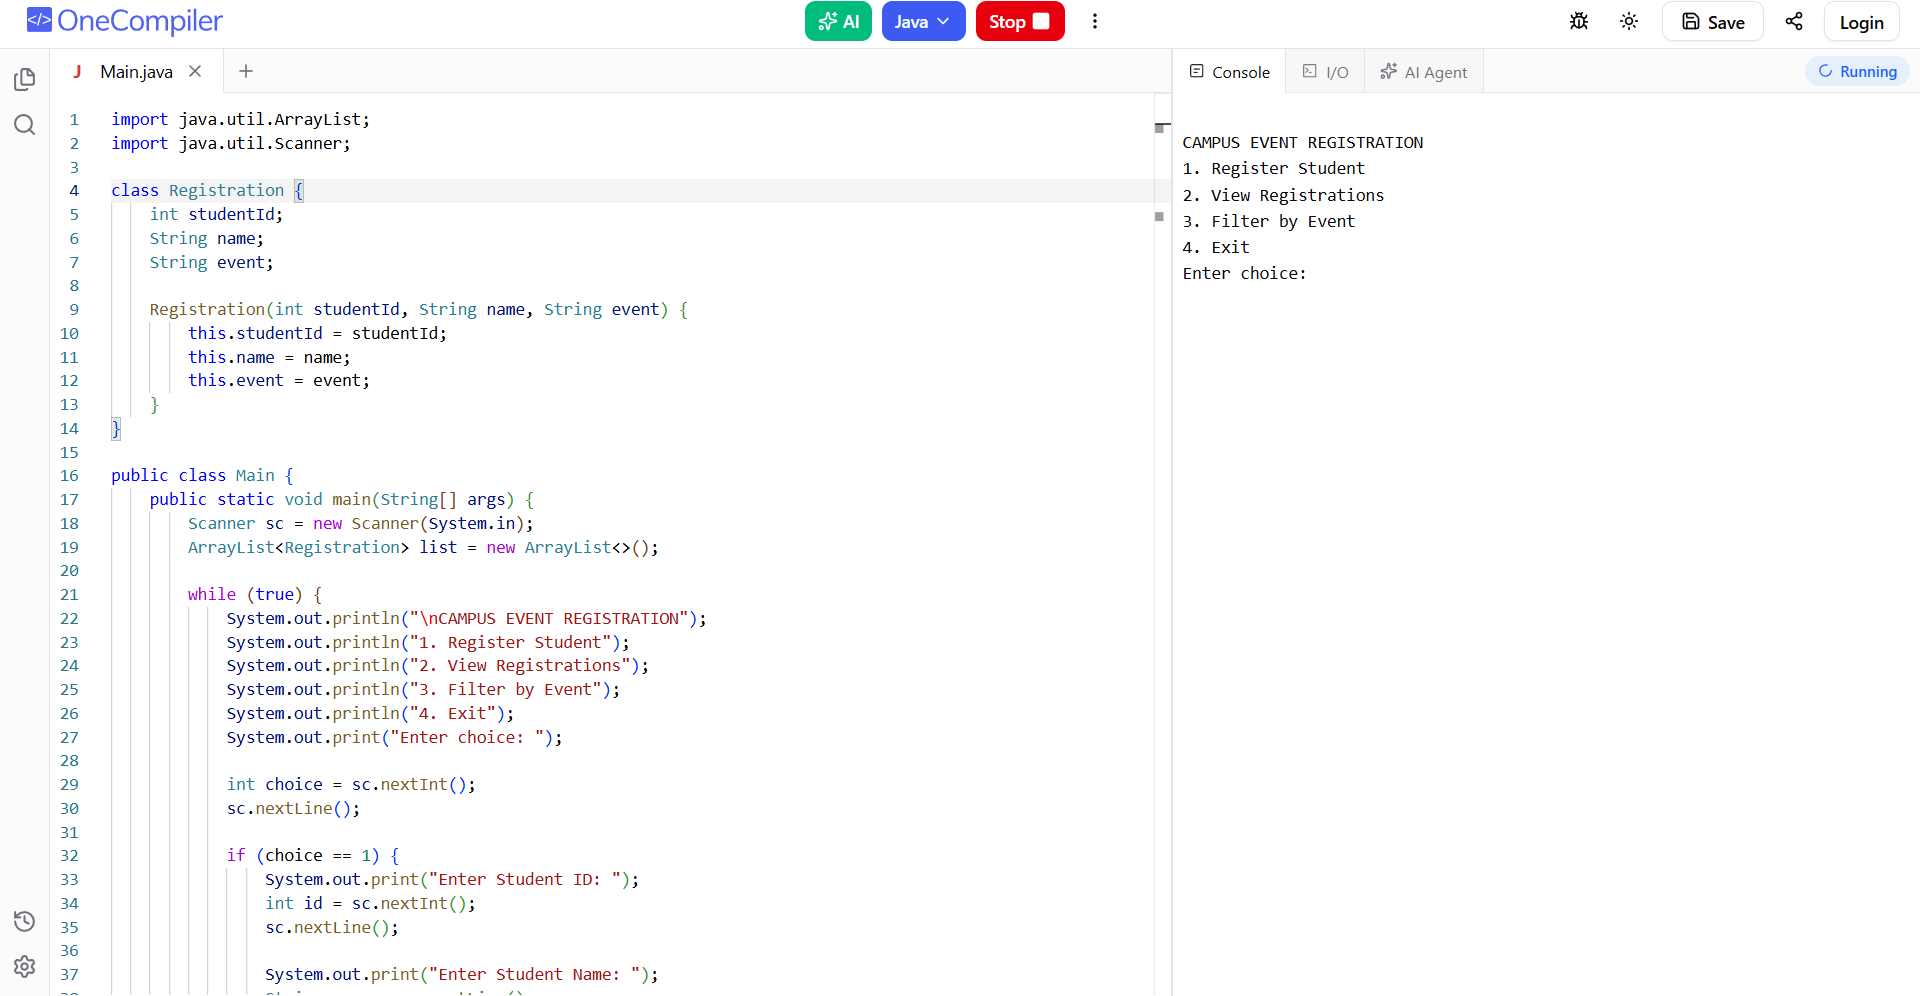 OneCompiler
AI
Java
Stop
Save
Login
J Main.java
Console
I/O
AI Agent
Running
1 import java.util.ArrayList;
2 import java.util.Scanner;
3
4 class Registration {
5 int studentId;
6 String name;
7 String event;
8
9 Registration(int studentId, String name, String event) {
10 this.studentId = studentId;
11 this.name = name;
12 this.event = event;
13 }
14 }
15
16 public class Main {
17 public static void main(String[] args) {
18 Scanner sc = new Scanner(System.in);
19 ArrayList<Registration> list = new ArrayList<>();
20
21 while (true) {
22 System.out.println("\nCAMPUS EVENT REGISTRATION");
23 System.out.println("1. Register Student");
24 System.out.println("2. View Registrations");
25 System.out.println("3. Filter by Event");
26 System.out.println("4. Exit");
27 System.out.print("Enter choice: ");
28
29 int choice = sc.nextInt();
30 sc.nextLine();
31
32 if (choice == 1) {
33 System.out.print("Enter Student ID: ");
34 int id = sc.nextInt();
35 sc.nextLine();
36
37 System.out.print("Enter Student Name: ");
CAMPUS EVENT REGISTRATION
1. Register Student
2. View Registrations
3. Filter by Event
4. Exit
Enter choice: